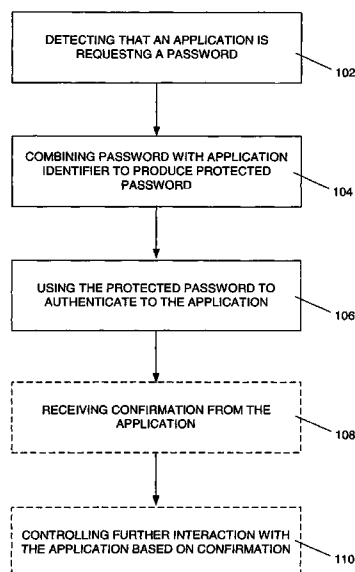 DETECTING THAT AN APPLICATION IS
REQUESTNG A PASSWORD
102
COMBINING PASSWORD WITH APPLICATION
IDENTIFIER TO PRODUCE PROTECTED
PASSWORD
104
USING THE PROTECTED PASSWORD TO
AUTHENTICATE TO THE APPLICATION
106
RECEIVING CONFIRMATION FROM THE
APPLICATION
108
CONTROLLING FURTHER INTERACTION WITH
THE APPLICATION BASED ON CONFIRMATION
110